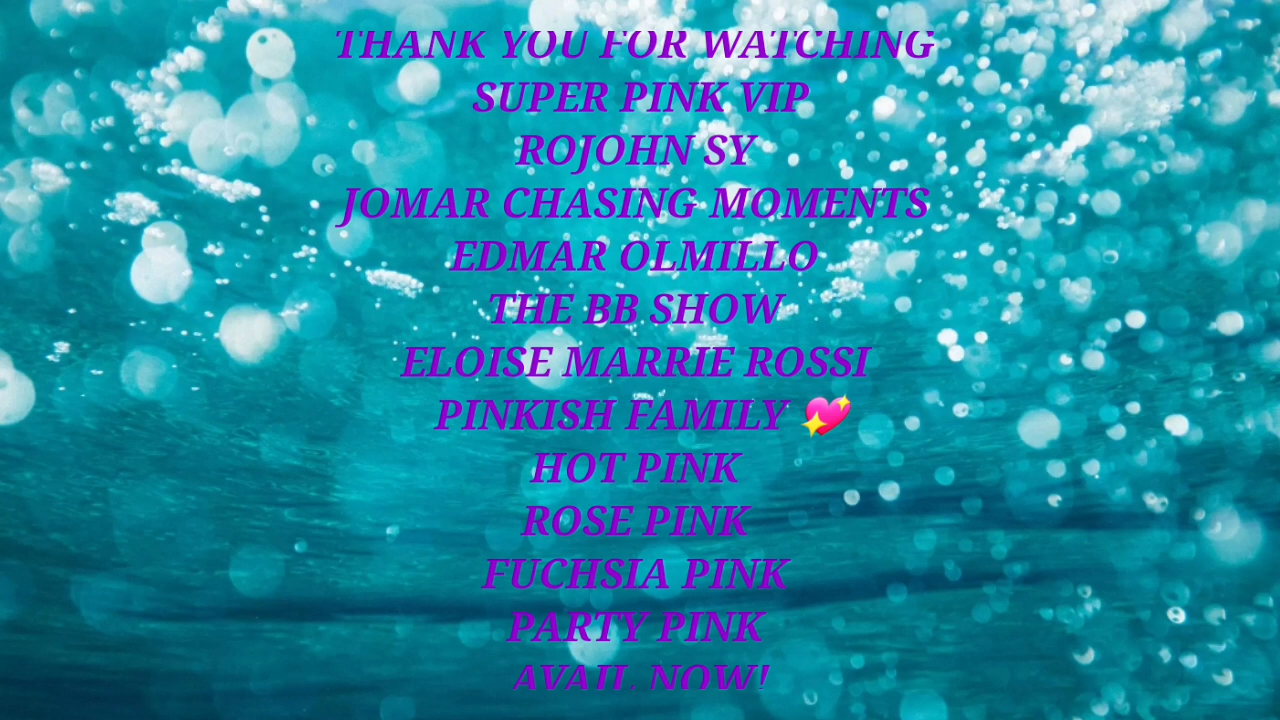 THANK YOU FOR WATCHING
SUPER PINK VIP
ROJOHN SY
JOMAR CHASING MOMENTS
EDMAR OLMILLO
THE BB SHOW
ELOISE MARRIE ROSSI
PINKISH FAMILY 💖
HOT PINK
ROSE PINK
FUCHSIA PINK
PARTY PINK
AVAIL NOW!